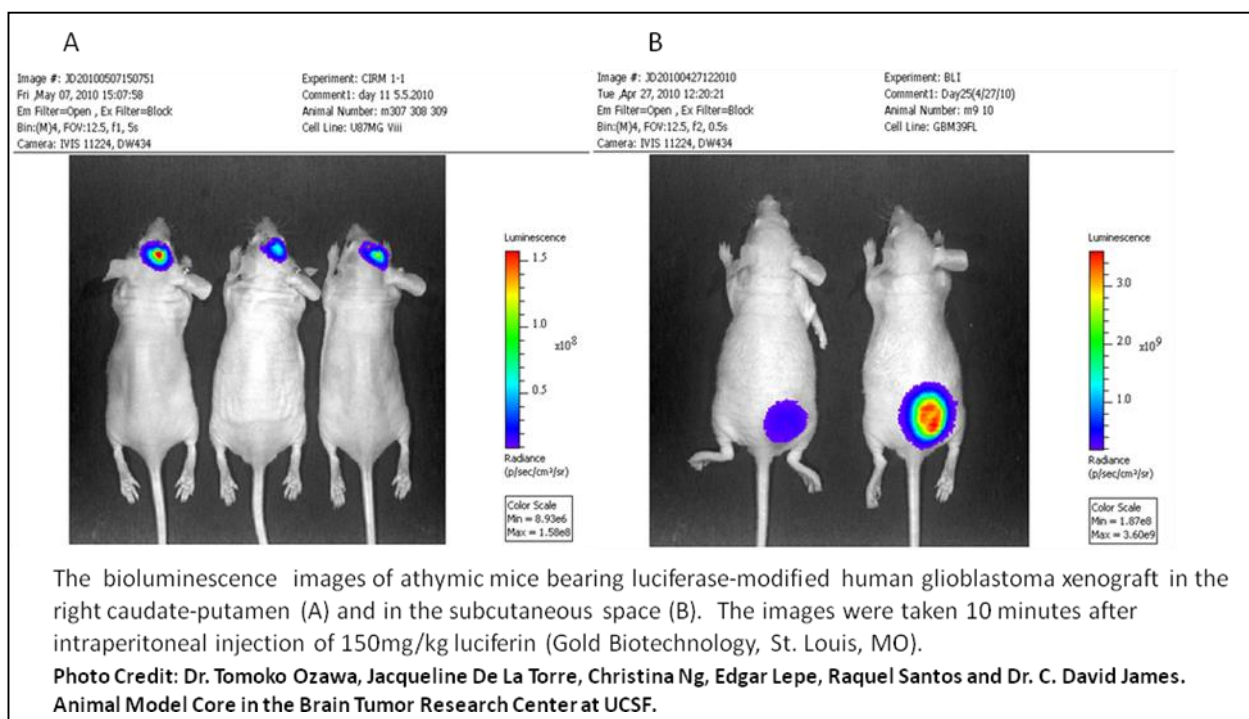 A
B
Image #: JD20100507150751
Experiment: CIRM 1-1
Fri ,May 07, 2010 15:07:58
Comment1: day 11 5.5.2010
Em Filter=Open , Ex Filter=Block
Animal Number: m307 308 309
Bin:(M)4, FOV:12.5, f1, 5s
Cell Line: U87MG Viii
Camera: IVIS 11224, DW434
Image #: JD20100427122010
Experiment: BLI
Tue ,Apr 27, 2010 12:20:21
Comment1: Day25(4/27/10)
Em Filter=Open , Ex Filter=Block
Animal Number: m9 10
Bin:(M)4, FOV:12.5, f2, 0.5s
Cell Line: GBM39FL
Camera: IVIS 11224, DW434
Luminescence
1.5
1.0
x10⁸
0.5
Radiance
(p/sec/cm²/sr)
Color Scale
Min = 8.93e6
Max = 1.58e8
Luminescence
3.0
2.0
x10⁹
1.0
Radiance
(p/sec/cm²/sr)
Color Scale
Min = 1.87e8
Max = 3.60e9
The bioluminescence images of athymic mice bearing luciferase-modified human glioblastoma xenograft in the
right caudate-putamen (A) and in the subcutaneous space (B). The images were taken 10 minutes after
intraperitoneal injection of 150mg/kg luciferin (Gold Biotechnology, St. Louis, MO).
Photo Credit: Dr. Tomoko Ozawa, Jacqueline De La Torre, Christina Ng, Edgar Lepe, Raquel Santos and Dr. C. David James.
Animal Model Core in the Brain Tumor Research Center at UCSF.